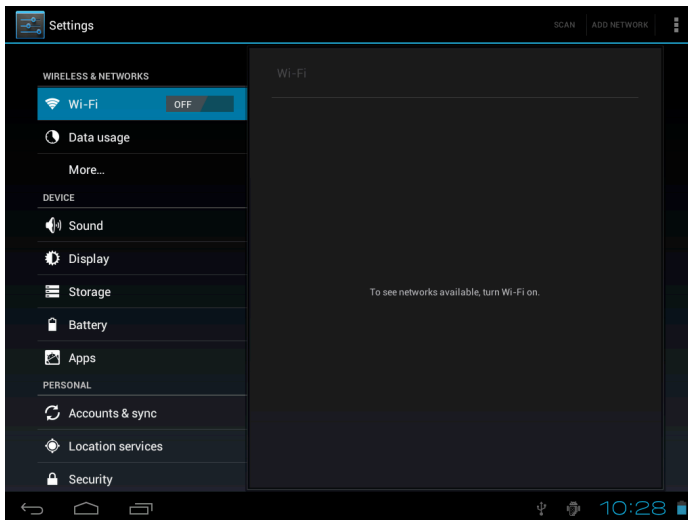 Settings
SCAN
ADD NETWORK
WIRELESS & NETWORKS
Wi-Fi
OFF
Data usage
More...
DEVICE
Sound
Display
Storage
Battery
Apps
PERSONAL
Accounts & sync
Location services
Security
Wi-Fi
To see networks available, turn Wi-Fi on.
10:28